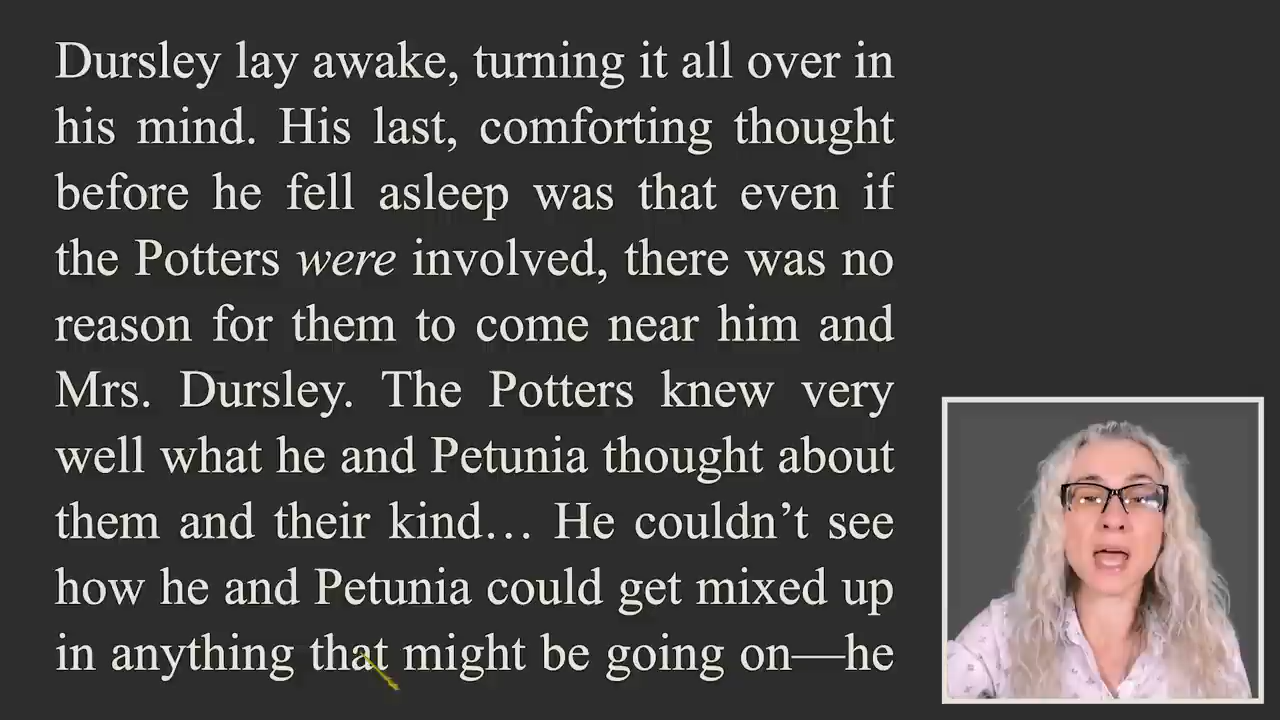 Dursley lay awake, turning it all over in
his mind. His last, comforting thought
before he fell asleep was that even if
the Potters were involved, there was no
reason for them to come near him and
Mrs. Dursley. The Potters knew very
well what he and Petunia thought about
them and their kind… He couldn’t see
how he and Petunia could get mixed up
in anything that might be going on—he